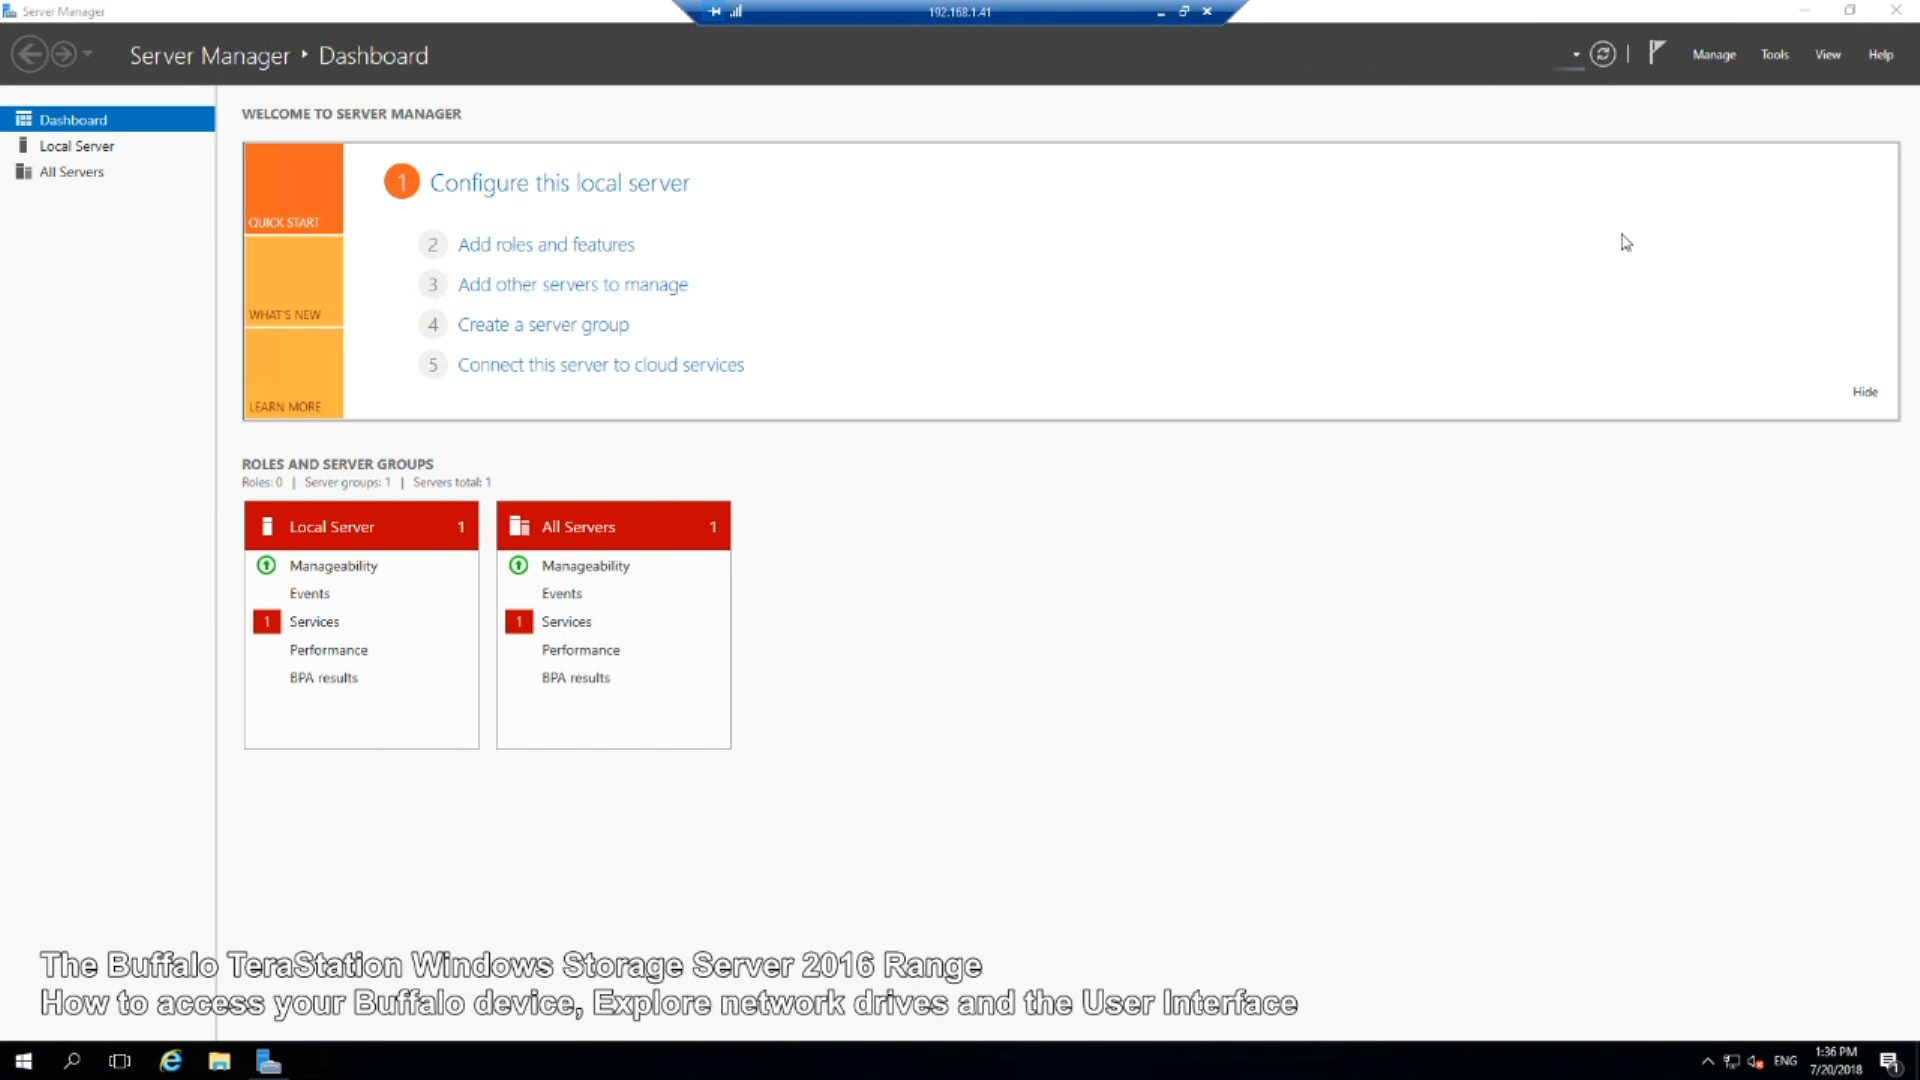 Server Manager
192.168.1.41
Server Manager ‣ Dashboard
Manage Tools View Help
Dashboard
Local Server
All Servers
WELCOME TO SERVER MANAGER
QUICK START
WHAT'S NEW
LEARN MORE
1 Configure this local server
2 Add roles and features
3 Add other servers to manage
4 Create a server group
5 Connect this server to cloud services
Hide
ROLES AND SERVER GROUPS
Roles: 0 | Server groups: 1 | Servers total: 1
Local Server 1
Manageability
Events
1 Services
Performance
BPA results
All Servers 1
Manageability
Events
1 Services
Performance
BPA results
The Buffalo TeraStation Windows Storage Server 2016 Range
How to access your Buffalo device, Explore network drives and the User Interface
ENG
1:36 PM
7/20/2018
1